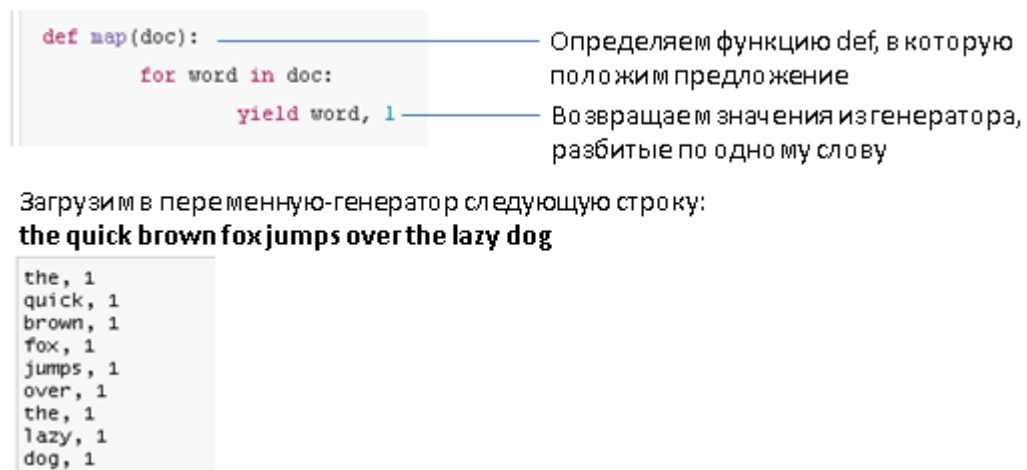 def map(doc):
for word in doc:
yield word, 1
Определяем функцию def, в которую
положим предложение
Возвращаем значения из генератора,
разбитые по одному слову
Загрузим в переменную-генератор следующую строку:
the quick brown fox jumps over the lazy dog
the, 1
quick, 1
brown, 1
fox, 1
jumps, 1
over, 1
the, 1
lazy, 1
dog, 1